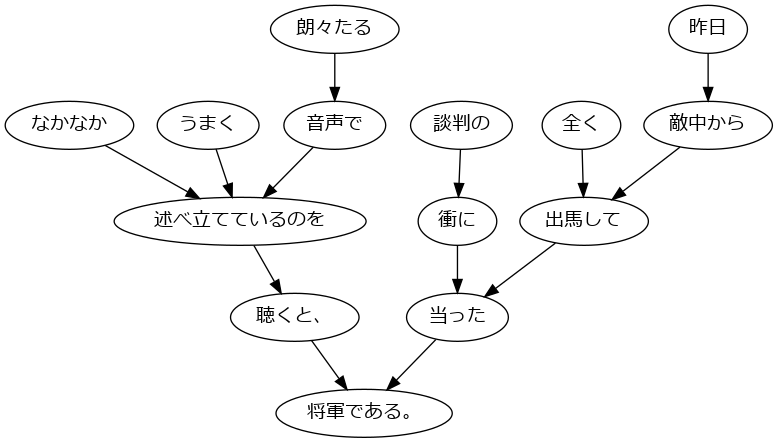 朗々たる 昨日
なかなか うまく 音声で 談判の 全く 敵中から
述べ立てているのを 衝に 出馬して
聴くと、 当った
将軍である。